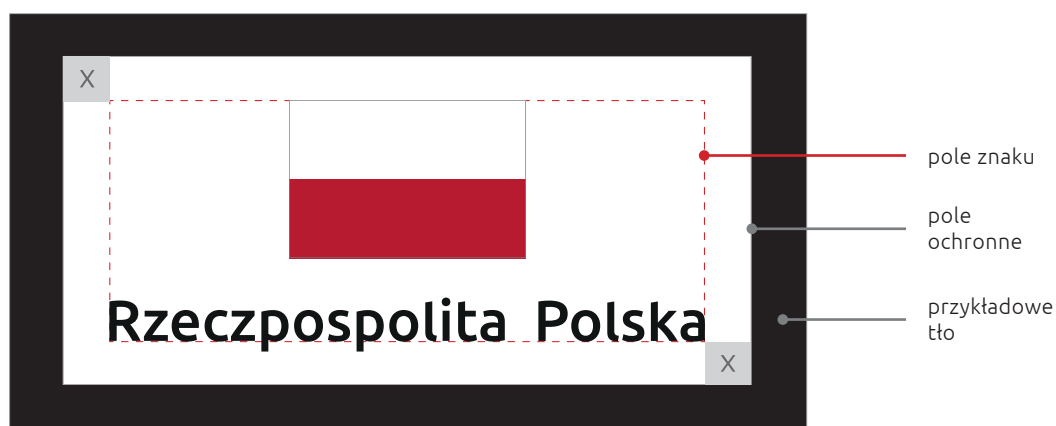 X
Rzeczpospolita Polska
X
pole znaku
pole
ochronne
przykładowe
tło